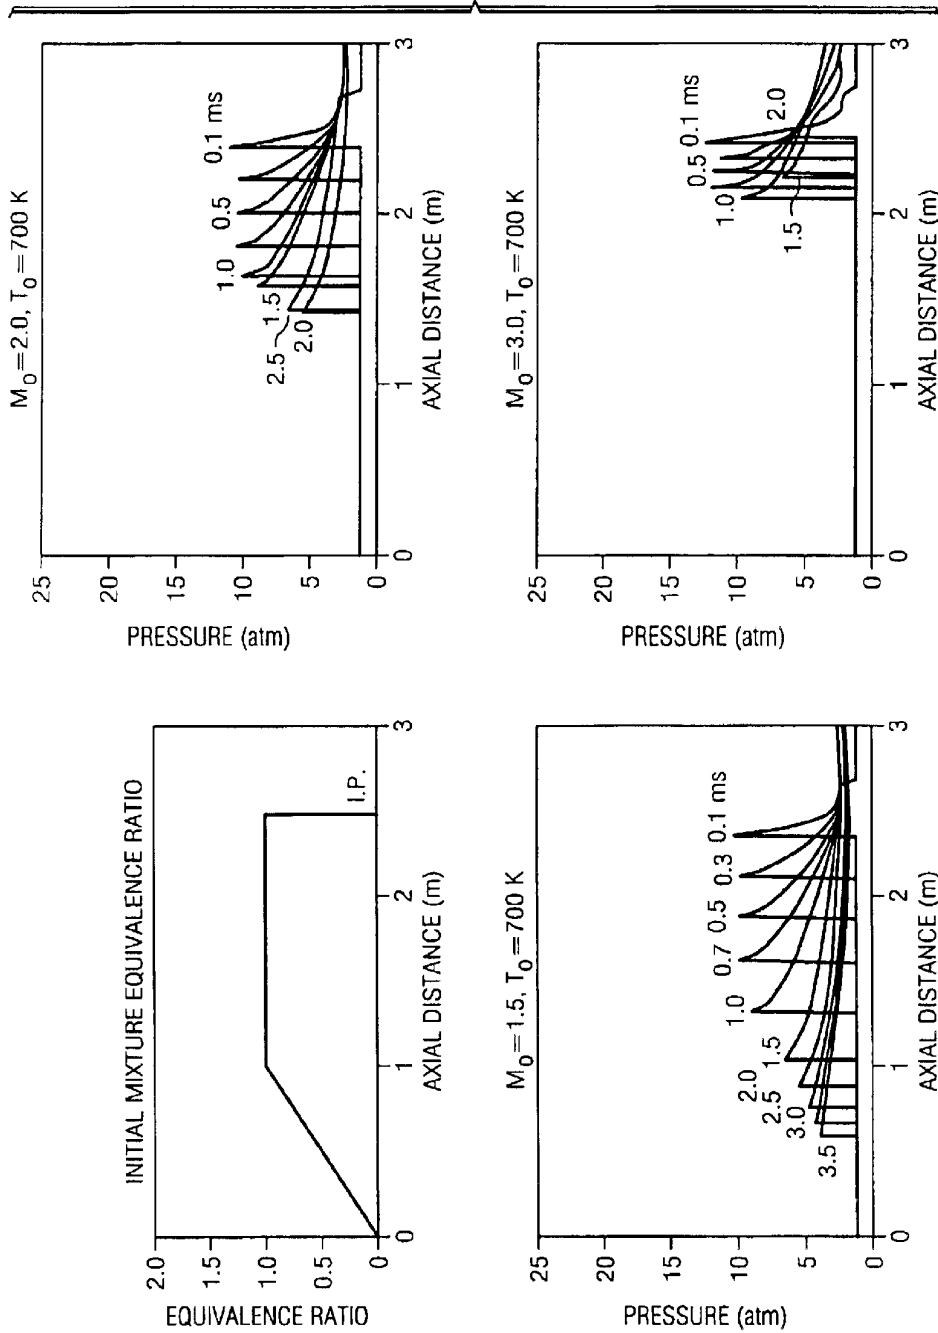 INITIAL MIXTURE EQUIVALENCE RATIO
EQUIVALENCE RATIO
2.0
1.5
1.0
0.5
0
I.P.
0 1 2 3
AXIAL DISTANCE (m)
M₀ = 2.0, T₀ = 700 K
PRESSURE (atm)
25
20
15
10
5
0
0.1 ms
0.5
1.0
1.5
2.5
2.0
0 1 2 3
AXIAL DISTANCE (m)
M₀ = 1.5, T₀ = 700 K
PRESSURE (atm)
25
20
15
10
5
0
0.1 ms
0.3
0.5
0.7
1.0
1.5
2.0
2.5
3.0
3.5
0 1 2 3
AXIAL DISTANCE (m)
M₀ = 3.0, T₀ = 700 K
PRESSURE (atm)
25
20
15
10
5
0
0.1 ms
0.5
1.0
2.0
1.5
0 1 2 3
AXIAL DISTANCE (m)